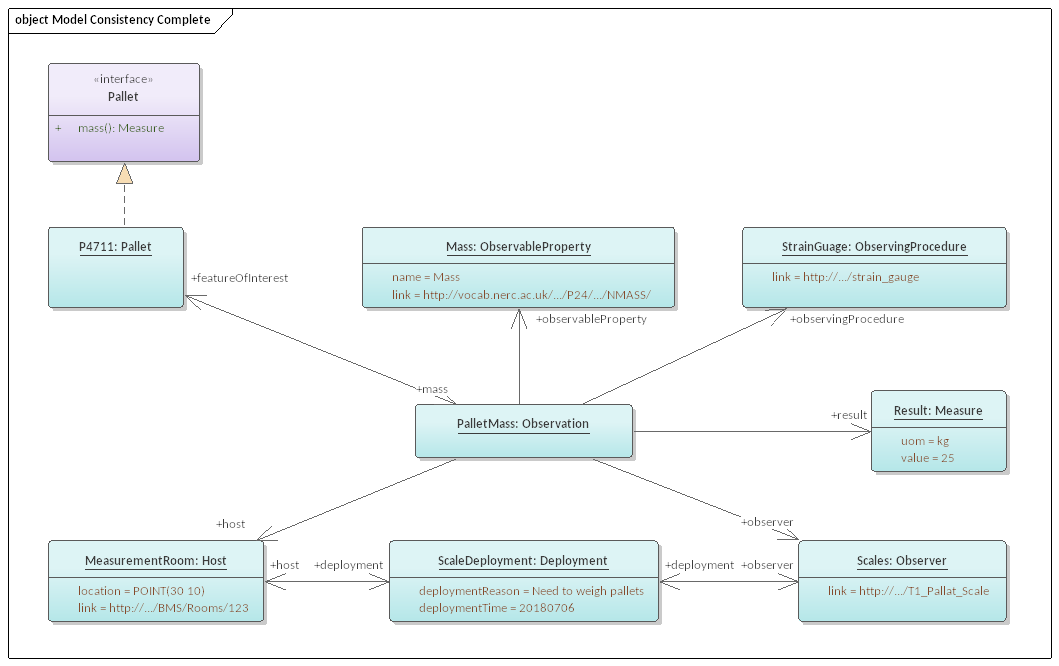 object Model Consistency Complete
«interface»
Pallet
+ mass(): Measure
P4711: Pallet
+featureOfInterest
Mass: ObservableProperty
name = Mass
link = http://vocab.nerc.ac.uk/.../P24/.../NMASS/
StrainGuage: ObservingProcedure
link = http://.../strain_gauge
+observableProperty
+observingProcedure
+mass
PalletMass: Observation
+result
Result: Measure
uom = kg
value = 25
+host
+observer
MeasurementRoom: Host
location = POINT(30 10)
link = http://.../BMS/Rooms/123
+host
+deployment
ScaleDeployment: Deployment
deploymentReason = Need to weigh pallets
deploymentTime = 20180706
+deployment
+observer
Scales: Observer
link = http://.../T1_Pallat_Scale